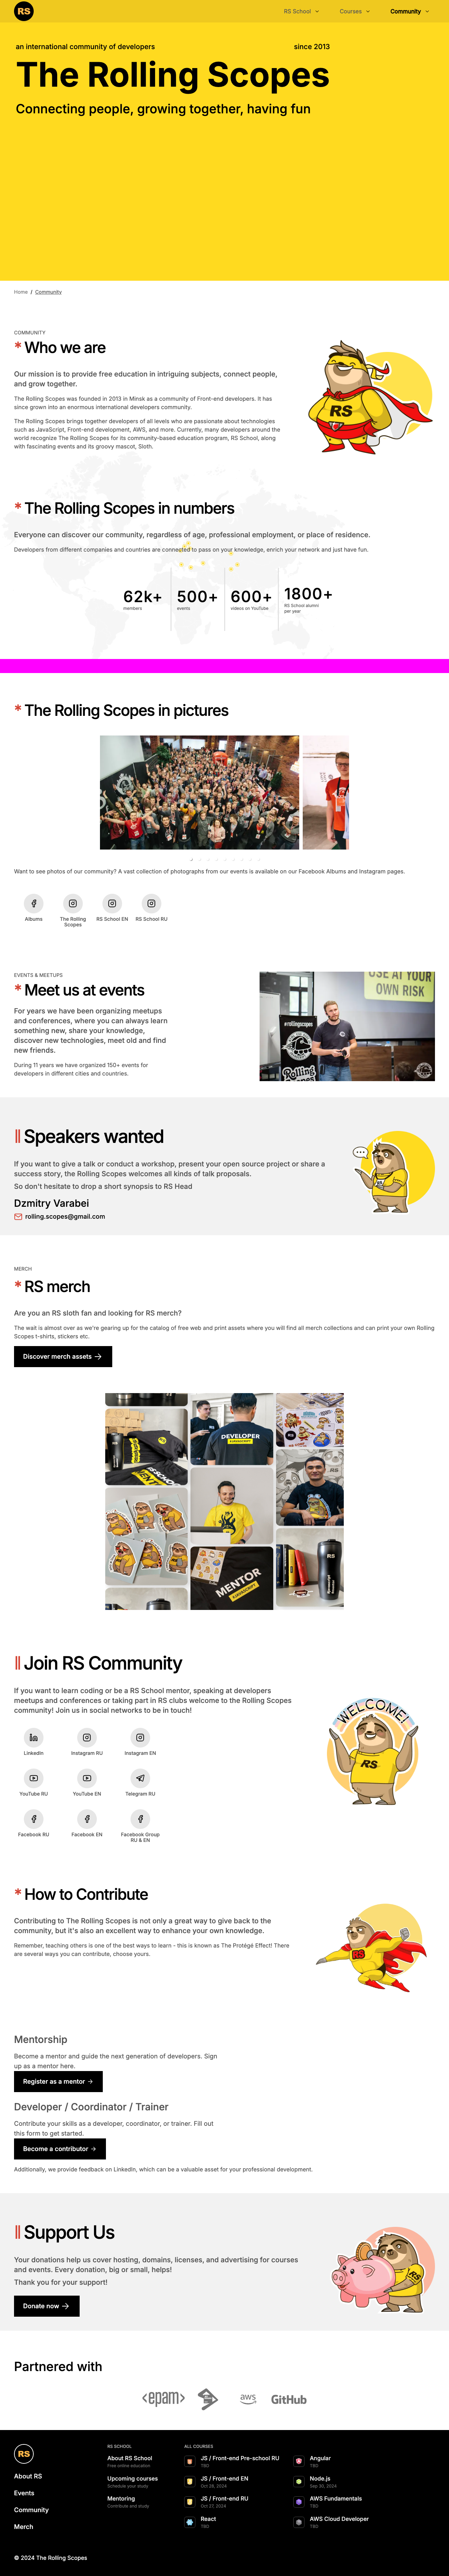 RS
RS School
Courses
Community
an international community of developers
since 2013
The Rolling Scopes
Connecting people, growing together, having fun
Home / Community
COMMUNITY
* Who we are
Our mission is to provide free education in intriguing subjects, connect people,
and grow together.
The Rolling Scopes was founded in 2013 in Minsk as a community of Front-end developers. It has
since grown into an enormous international developers community.
The Rolling Scopes brings together developers of all levels who are passionate about technologies
such as JavaScript, Front-end development, AWS, and more. Currently, many developers around the
world recognize The Rolling Scopes for its community-based education program, RS School, along
with fascinating events and its groovy mascot, Sloth.
RS
* The Rolling Scopes in numbers
Everyone can discover our community, regardless of age, professional employment, or place of residence.
Developers from different companies and countries are connected to pass on your knowledge, enrich your network and just have fun.
62k+
members
500+
events
600+
videos on YouTube
1800+
RS School alumni
per year
* The Rolling Scopes in pictures
Want to see photos of our community? A vast collection of photographs from our events is available on our Facebook Albums and Instagram pages.
Albums
The Rolling
Scopes
RS School EN
RS School RU
EVENTS & MEETUPS
* Meet us at events
For years we have been organizing meetups
and conferences, where you can always learn
something new, share your knowledge,
discover new technologies, meet old and find
new friends.
During 11 years we have organized 150+ events for
developers in different cities and countries.
USE AT YOUR
OWN RISK
#rollingscopes
Rolling
Scopes
Speakers wanted
If you want to give a talk or conduct a workshop, present your open source project or share a
success story, the Rolling Scopes welcomes all kinds of talk proposals.
So don't hesitate to drop a short synopsis to RS Head
Dzmitry Varabei
rolling.scopes@gmail.com
MERCH
* RS merch
Are you an RS sloth fan and looking for RS merch?
The wait is almost over as we're gearing up for the catalog of free web and print assets where you will find all merch collections and can print your own Rolling
Scopes t-shirts, stickers etc.
Discover merch assets
DEVELOPER
MENTOR
RS
Join RS Community
If you want to learn coding or be a RS School mentor, speaking at developers
meetups and conferences or taking part in RS clubs welcome to the Rolling Scopes
community! Join us in social networks to be in touch!
LinkedIn
Instagram RU
Instagram EN
YouTube RU
YouTube EN
Telegram RU
Facebook RU
Facebook EN
Facebook Group
RU & EN
WELCOME!
RS
* How to Contribute
Contributing to The Rolling Scopes is not only a great way to give back to the
community, but it's also an excellent way to enhance your own knowledge.
Remember, teaching others is one of the best ways to learn - this is known as The Protégé Effect! There
are several ways you can contribute, choose yours.
Mentorship
Become a mentor and guide the next generation of developers. Sign
up as a mentor here.
Register as a mentor
Developer / Coordinator / Trainer
Contribute your skills as a developer, coordinator, or trainer. Fill out
this form to get started.
Become a contributor
Additionally, we provide feedback on LinkedIn, which can be a valuable asset for your professional development.
Support Us
Your donations help us cover hosting, domains, licenses, and advertising for courses
and events. Every donation, big or small, helps!
Thank you for your support!
Donate now
RS
Partnered with
<epam>
aws
GitHub
RS
About RS
Events
Community
Merch
RS SCHOOL
About RS School
Free online education
Upcoming courses
Schedule your study
Mentoring
Contribute and study
ALL COURSES
JS / Front-end Pre-school RU
TBD
JS / Front-end EN
Oct 28, 2024
JS / Front-end RU
Oct 27, 2024
React
TBD
Angular
TBD
Node.js
Sep 30, 2024
AWS Fundamentals
TBD
AWS Cloud Developer
TBD
© 2024 The Rolling Scopes